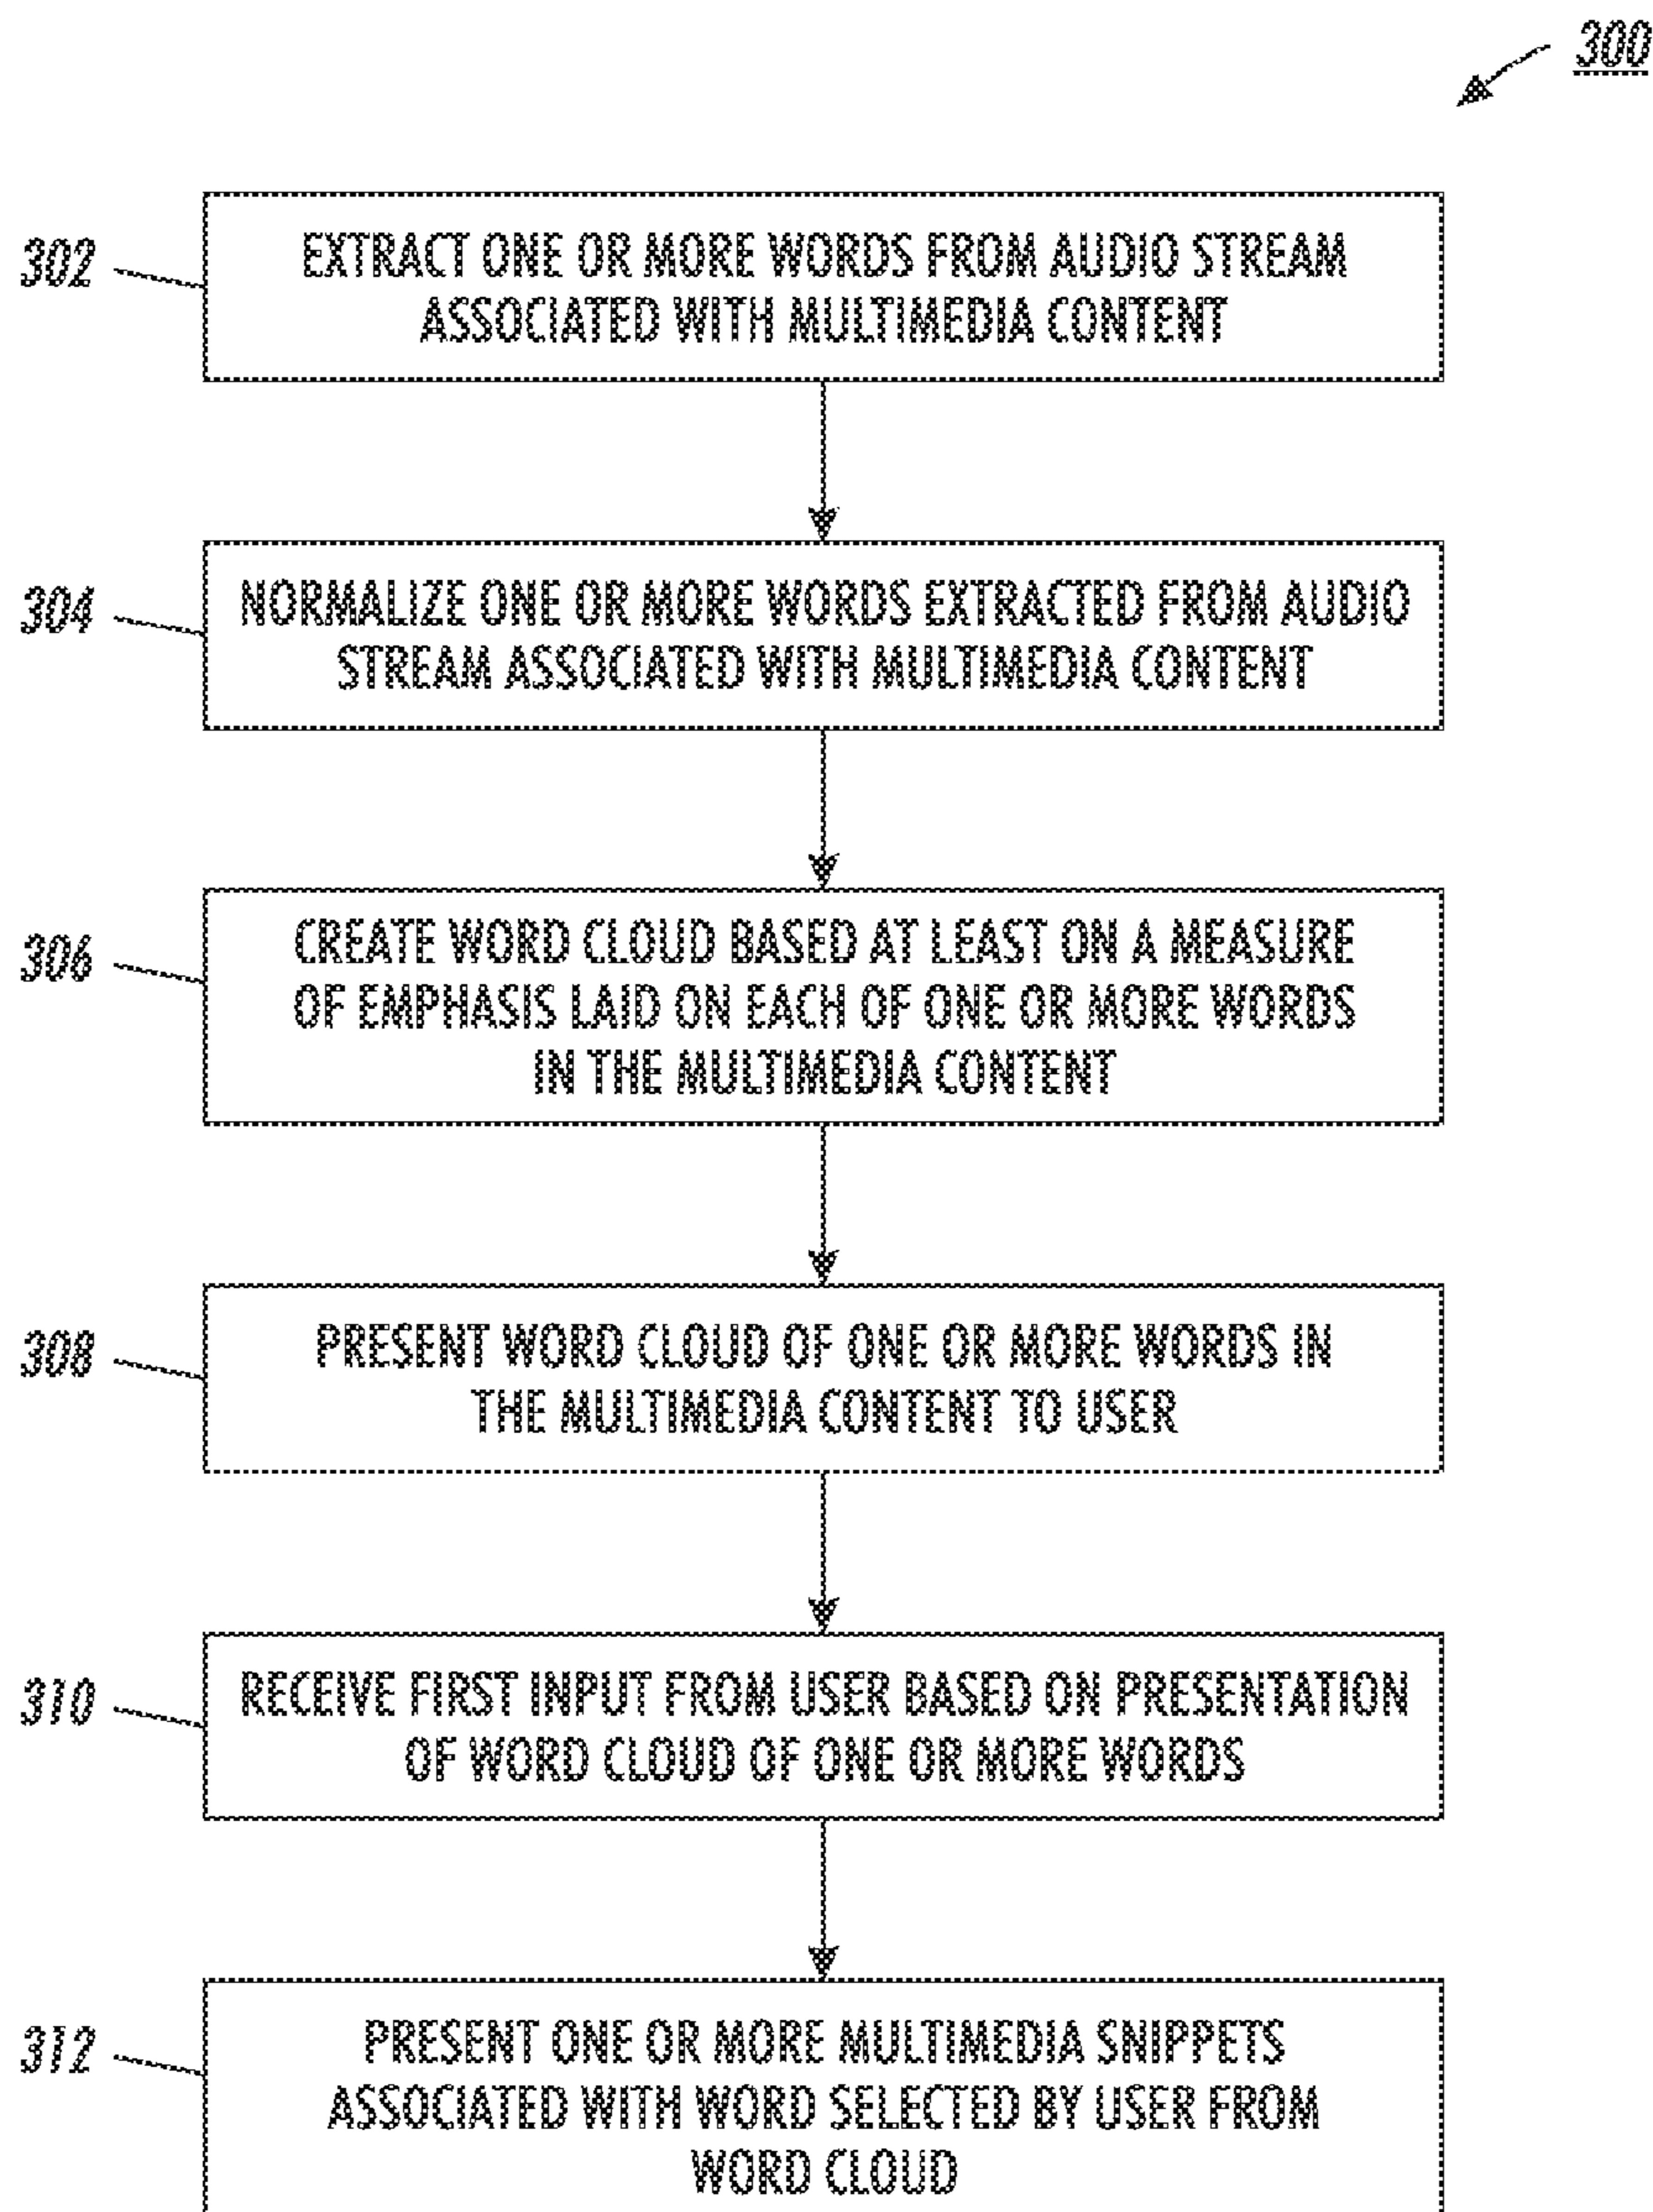 300
302
EXTRACT ONE OR MORE WORDS FROM AUDIO STREAM
ASSOCIATED WITH MULTIMEDIA CONTENT
304
NORMALIZE ONE OR MORE WORDS EXTRACTED FROM AUDIO
STREAM ASSOCIATED WITH MULTIMEDIA CONTENT
306
CREATE WORD CLOUD BASED AT LEAST ON A MEASURE
OF EMPHASIS LAID ON EACH OF ONE OR MORE WORDS
IN THE MULTIMEDIA CONTENT
308
PRESENT WORD CLOUD OF ONE OR MORE WORDS IN
THE MULTIMEDIA CONTENT TO USER
310
RECEIVE FIRST INPUT FROM USER BASED ON PRESENTATION
OF WORD CLOUD OF ONE OR MORE WORDS
312
PRESENT ONE OR MORE MULTIMEDIA SNIPPETS
ASSOCIATED WITH WORD SELECTED BY USER FROM
WORD CLOUD